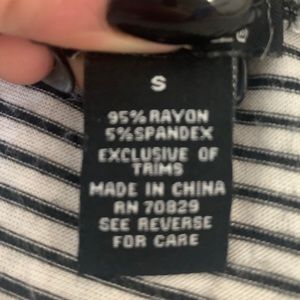 S
95% RAYON
5% SPANDEX
EXCLUSIVE OF
TRIMS
MADE IN CHINA
RN 70829
SEE REVERSE
FOR CARE